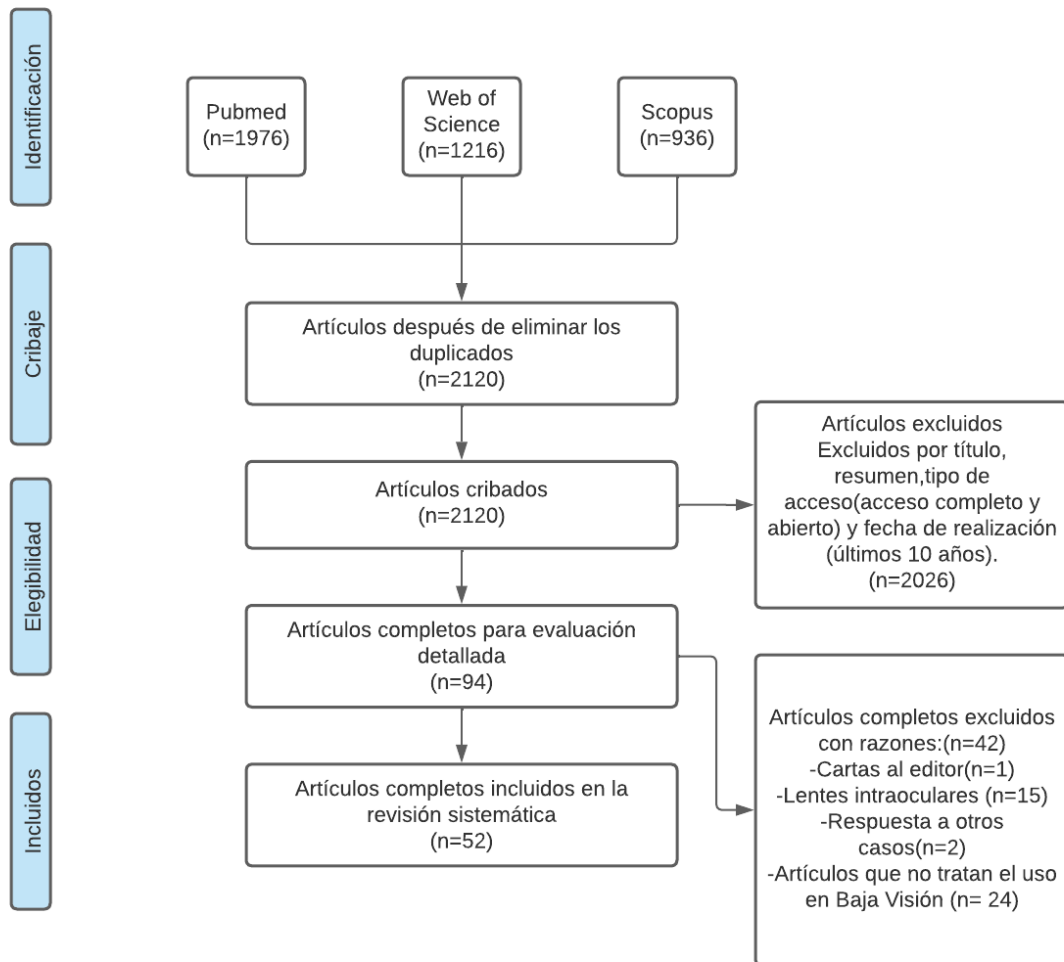 Identificación
Pubmed
(n=1976)
Web of
Science
(n=1216)
Scopus
(n=936)
Cribaje
Artículos después de eliminar los
duplicados
(n=2120)
Artículos cribados
(n=2120)
Artículos excluidos
Excluidos por título,
resumen,tipo de
acceso(acceso completo y
abierto) y fecha de realización
(últimos 10 años).
(n=2026)
Elegibilidad
Artículos completos para evaluación
detallada
(n=94)
Artículos completos excluidos
con razones:(n=42)
-Cartas al editor(n=1)
-Lentes intraoculares (n=15)
-Respuesta a otros
casos(n=2)
-Artículos que no tratan el uso
en Baja Visión (n= 24)
Incluidos
Artículos completos incluidos en la
revisión sistemática
(n=52)